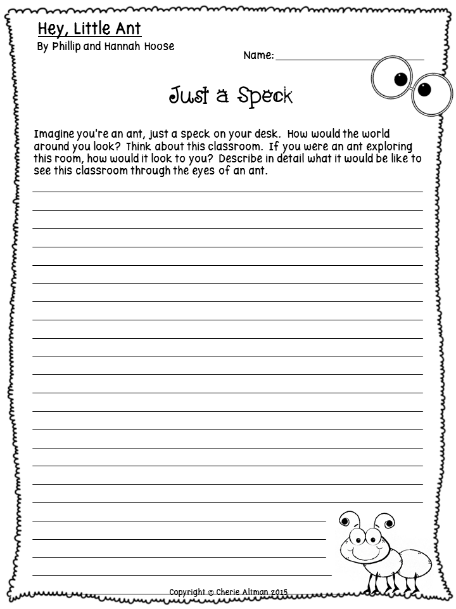 Hey, Little Ant
By Phillip and Hannah Hoose
Name:
Just a Speck
Imagine you're an ant, just a speck on your desk. How would the world
around you look? Think about this classroom. If you were an ant exploring
this room, how would it look to you? Describe in detail what it would be like to
see this classroom through the eyes of an ant.
Copyright © Cherie Altman 2015